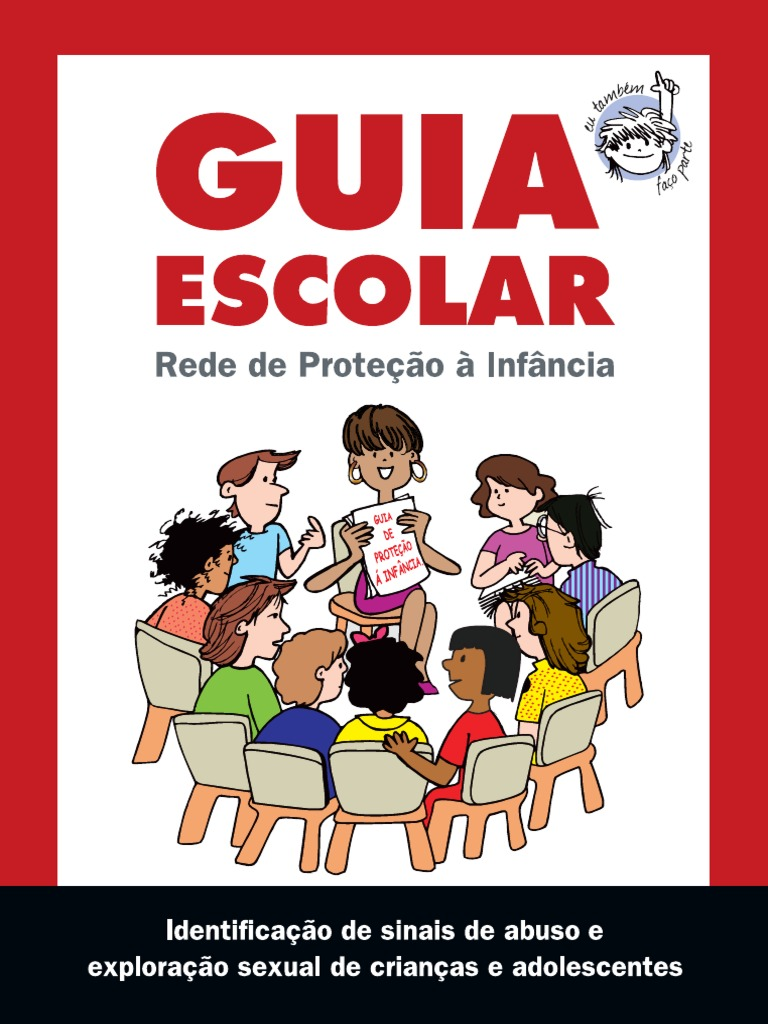 eu também
faço parte
GUIA
ESCOLAR
Rede de Proteção à Infância
GUIA
DE
PROTEÇÃO
À INFÂNCIA
Identificação de sinais de abuso e
exploração sexual de crianças e adolescentes